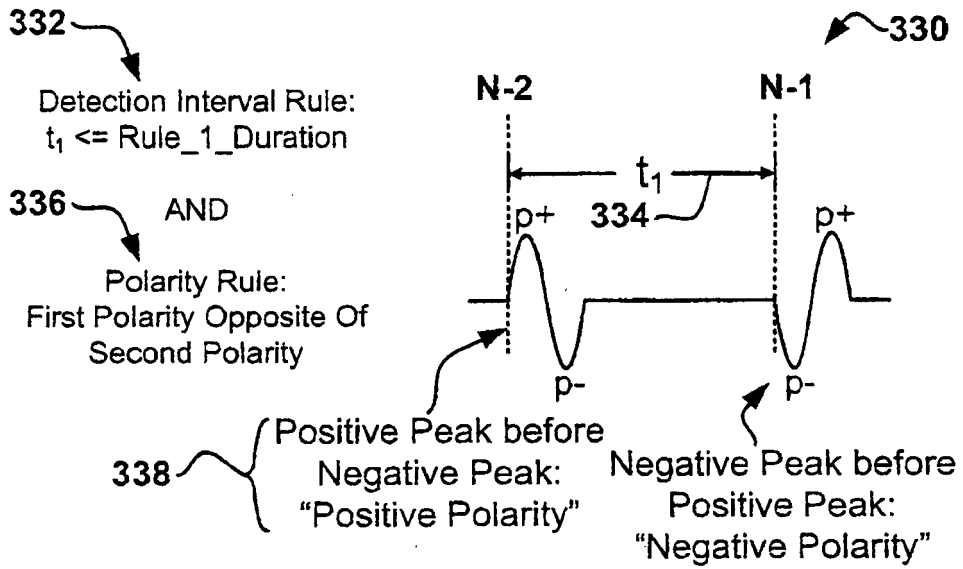 332
330
Detection Interval Rule:
t₁ <= Rule_1_Duration
N-2
N-1
t₁
334
336
AND
p+
p+
Polarity Rule:
First Polarity Opposite Of
Second Polarity
p-
p-
338
Positive Peak before
Negative Peak:
“Positive Polarity”
Negative Peak before
Positive Peak:
“Negative Polarity”